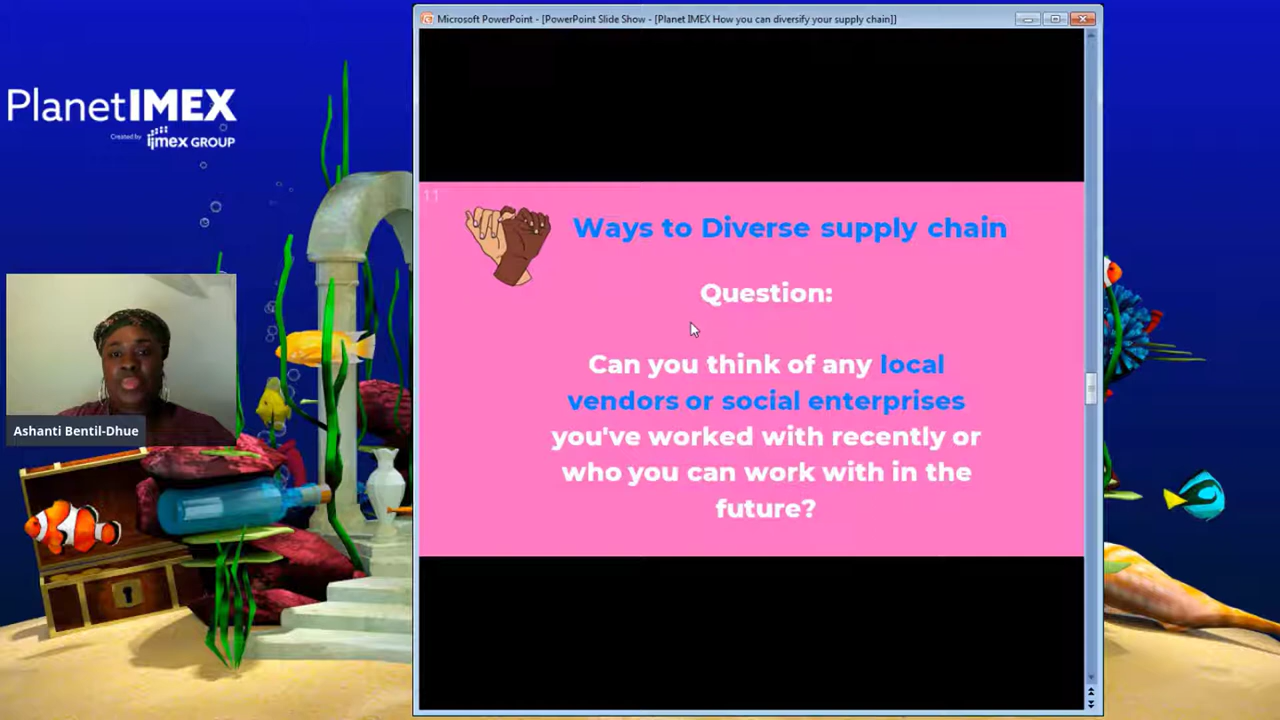 Microsoft PowerPoint - [PowerPoint Slide Show - [Planet IMEX How you can diversify your supply chain]]
PlanetIMEX
Created by imex GROUP
11
Ways to Diverse supply chain
Question:
Can you think of any local
vendors or social enterprises
you've worked with recently or
who you can work with in the
future?
Ashanti Bentil-Dhue